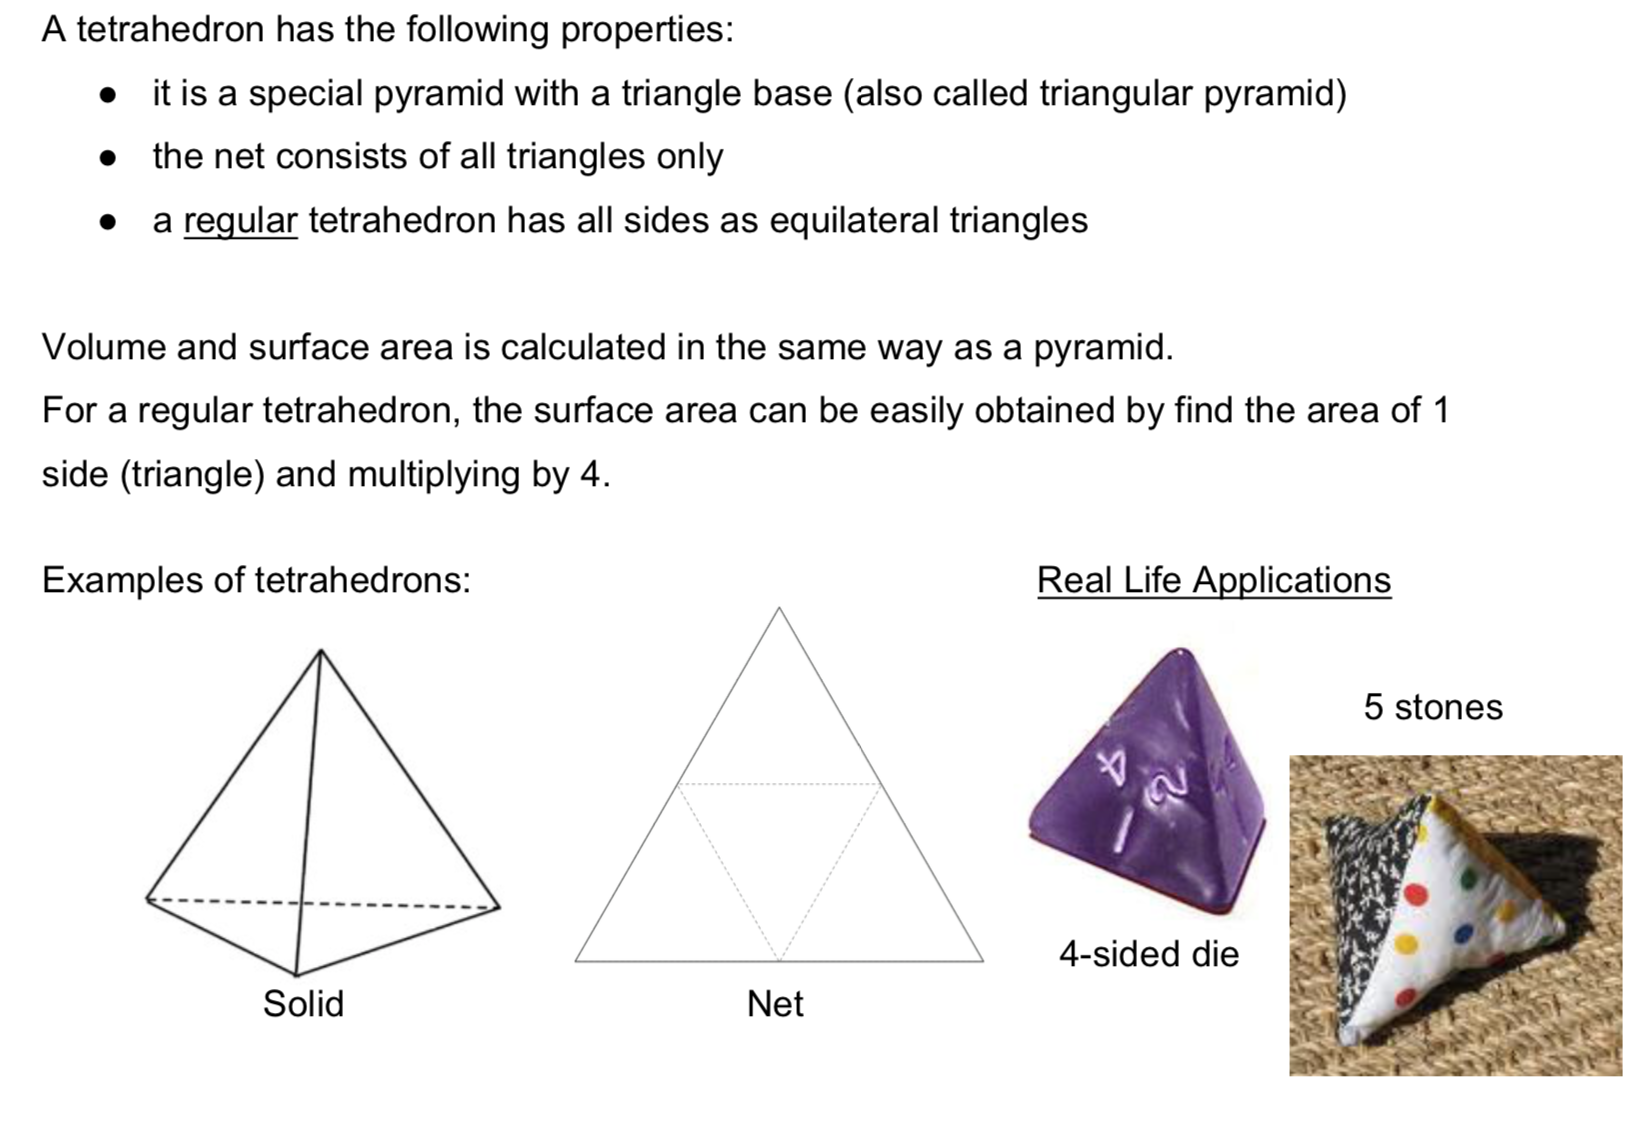 A tetrahedron has the following properties:
● it is a special pyramid with a triangle base (also called triangular pyramid)
● the net consists of all triangles only
● a regular tetrahedron has all sides as equilateral triangles
Volume and surface area is calculated in the same way as a pyramid.
For a regular tetrahedron, the surface area can be easily obtained by find the area of 1
side (triangle) and multiplying by 4.
Examples of tetrahedrons:
Real Life Applications
5 stones
4
2
1
4-sided die
Solid
Net